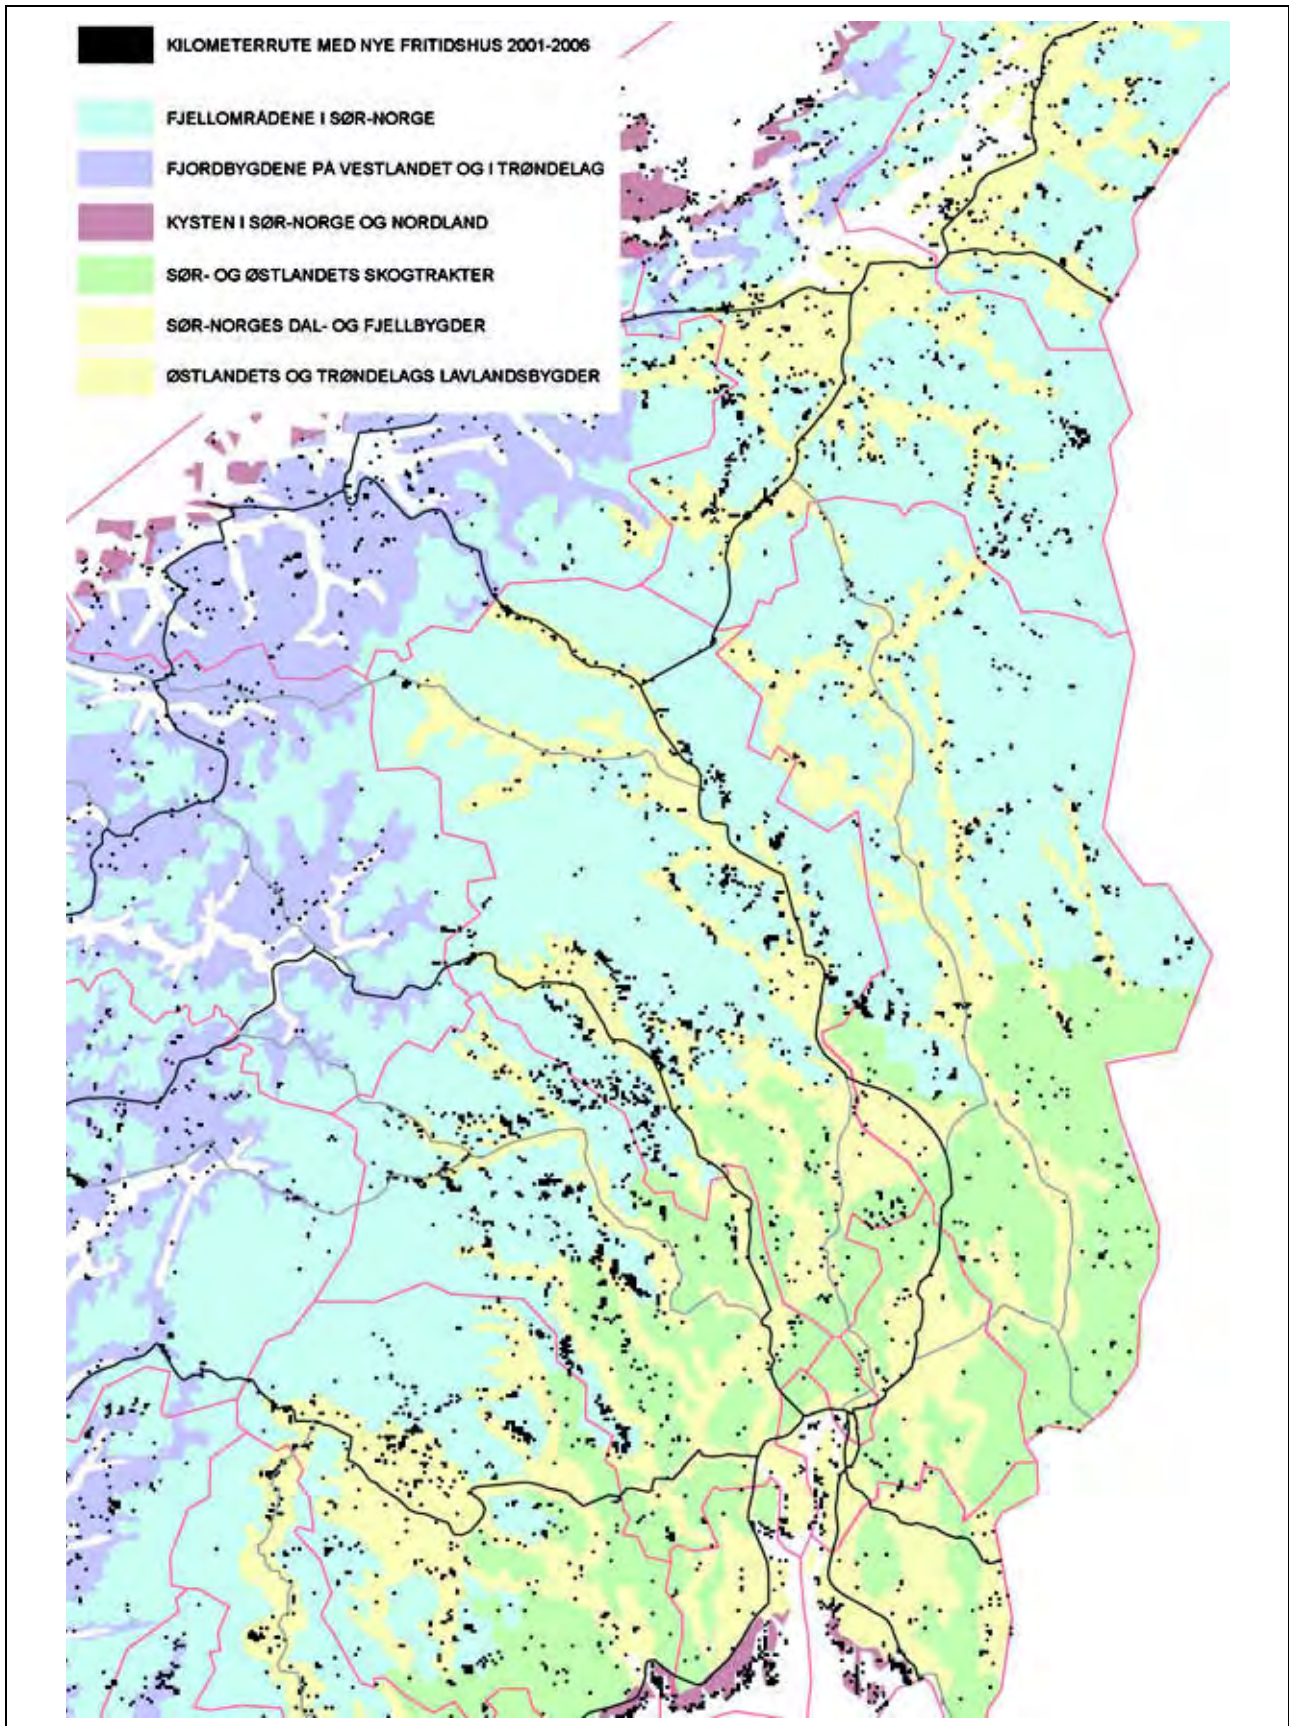 KILOMETERRUTE MED NYE FRITIDSHUS 2001-2006
FJELLOMRÅDENE I SØR-NORGE
FJORDBYGDENE PÅ VESTLANDET OG I TRØNDELAG
KYSTEN I SØR-NORGE OG NORDLAND
SØR- OG ØSTLANDETS SKOGTRAKTER
SØR-NORGES DAL- OG FJELLBYGDER
ØSTLANDETS OG TRØNDELAGS LAVLANDSBYGDER